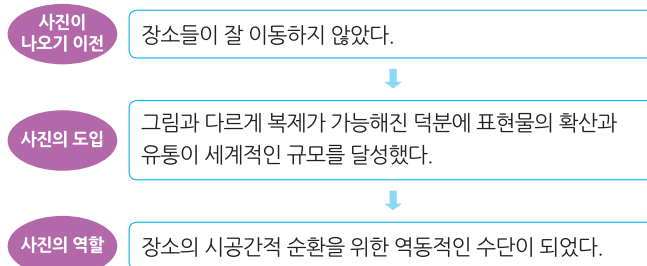 사진이
나오기 이전
장소들이 잘 이동하지 않았다.
사진의 도입
그림과 다르게 복제가 가능해진 덕분에 표현물의 확산과
유통이 세계적인 규모를 달성했다.
사진의 역할
장소의 시공간적 순환을 위한 역동적인 수단이 되었다.